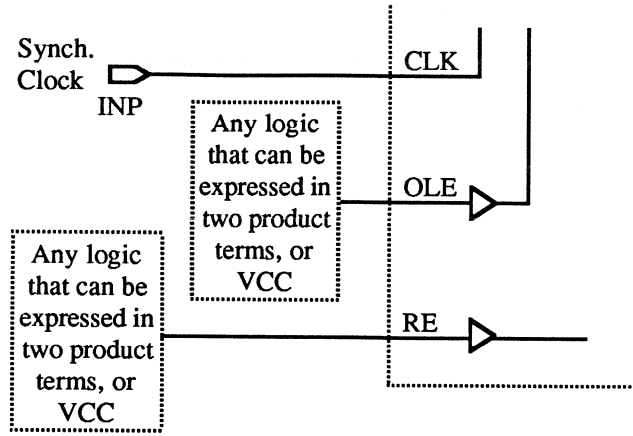 Synch.
Clock
INP
CLK
Any logic
that can be
expressed in
two product
terms, or
VCC
OLE
Any logic
that can be
expressed in
two product
terms, or
VCC
RE